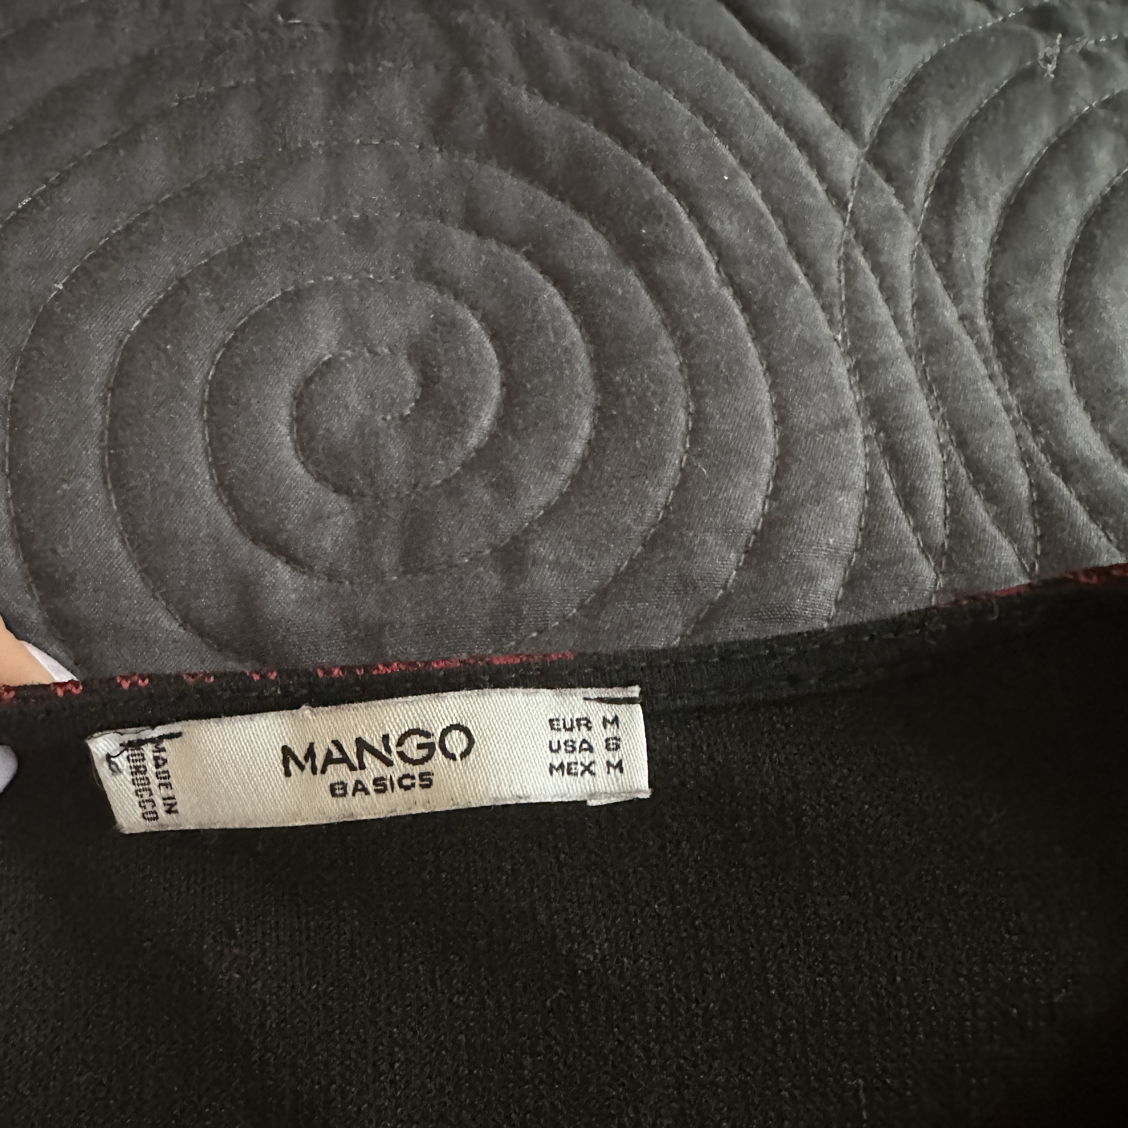 MADE IN
MOROCCO
MANGO
BASICS
EUR M
USA 6
MEX M